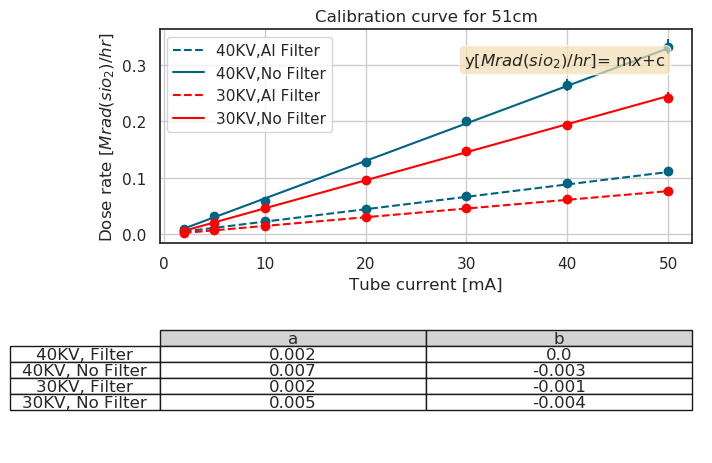 Calibration curve for 51cm
40KV,Al Filter
40KV,No Filter
30KV,Al Filter
30KV,No Filter
y[Mrad(sio₂)/hr]= mx+c
Dose rate [Mrad(sio₂)/hr]
0.3
0.2
0.1
0.0
0 10 20 30 40 50
Tube current [mA]
a b
40KV, Filter 0.002 0.0
40KV, No Filter 0.007 -0.003
30KV, Filter 0.002 -0.001
30KV, No Filter 0.005 -0.004